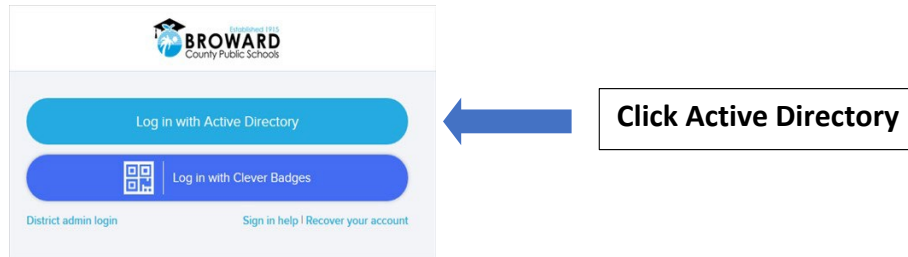 Established 1915
BROWARD
County Public Schools
Log in with Active Directory
Click Active Directory
Log in with Clever Badges
District admin login
Sign in help | Recover your account